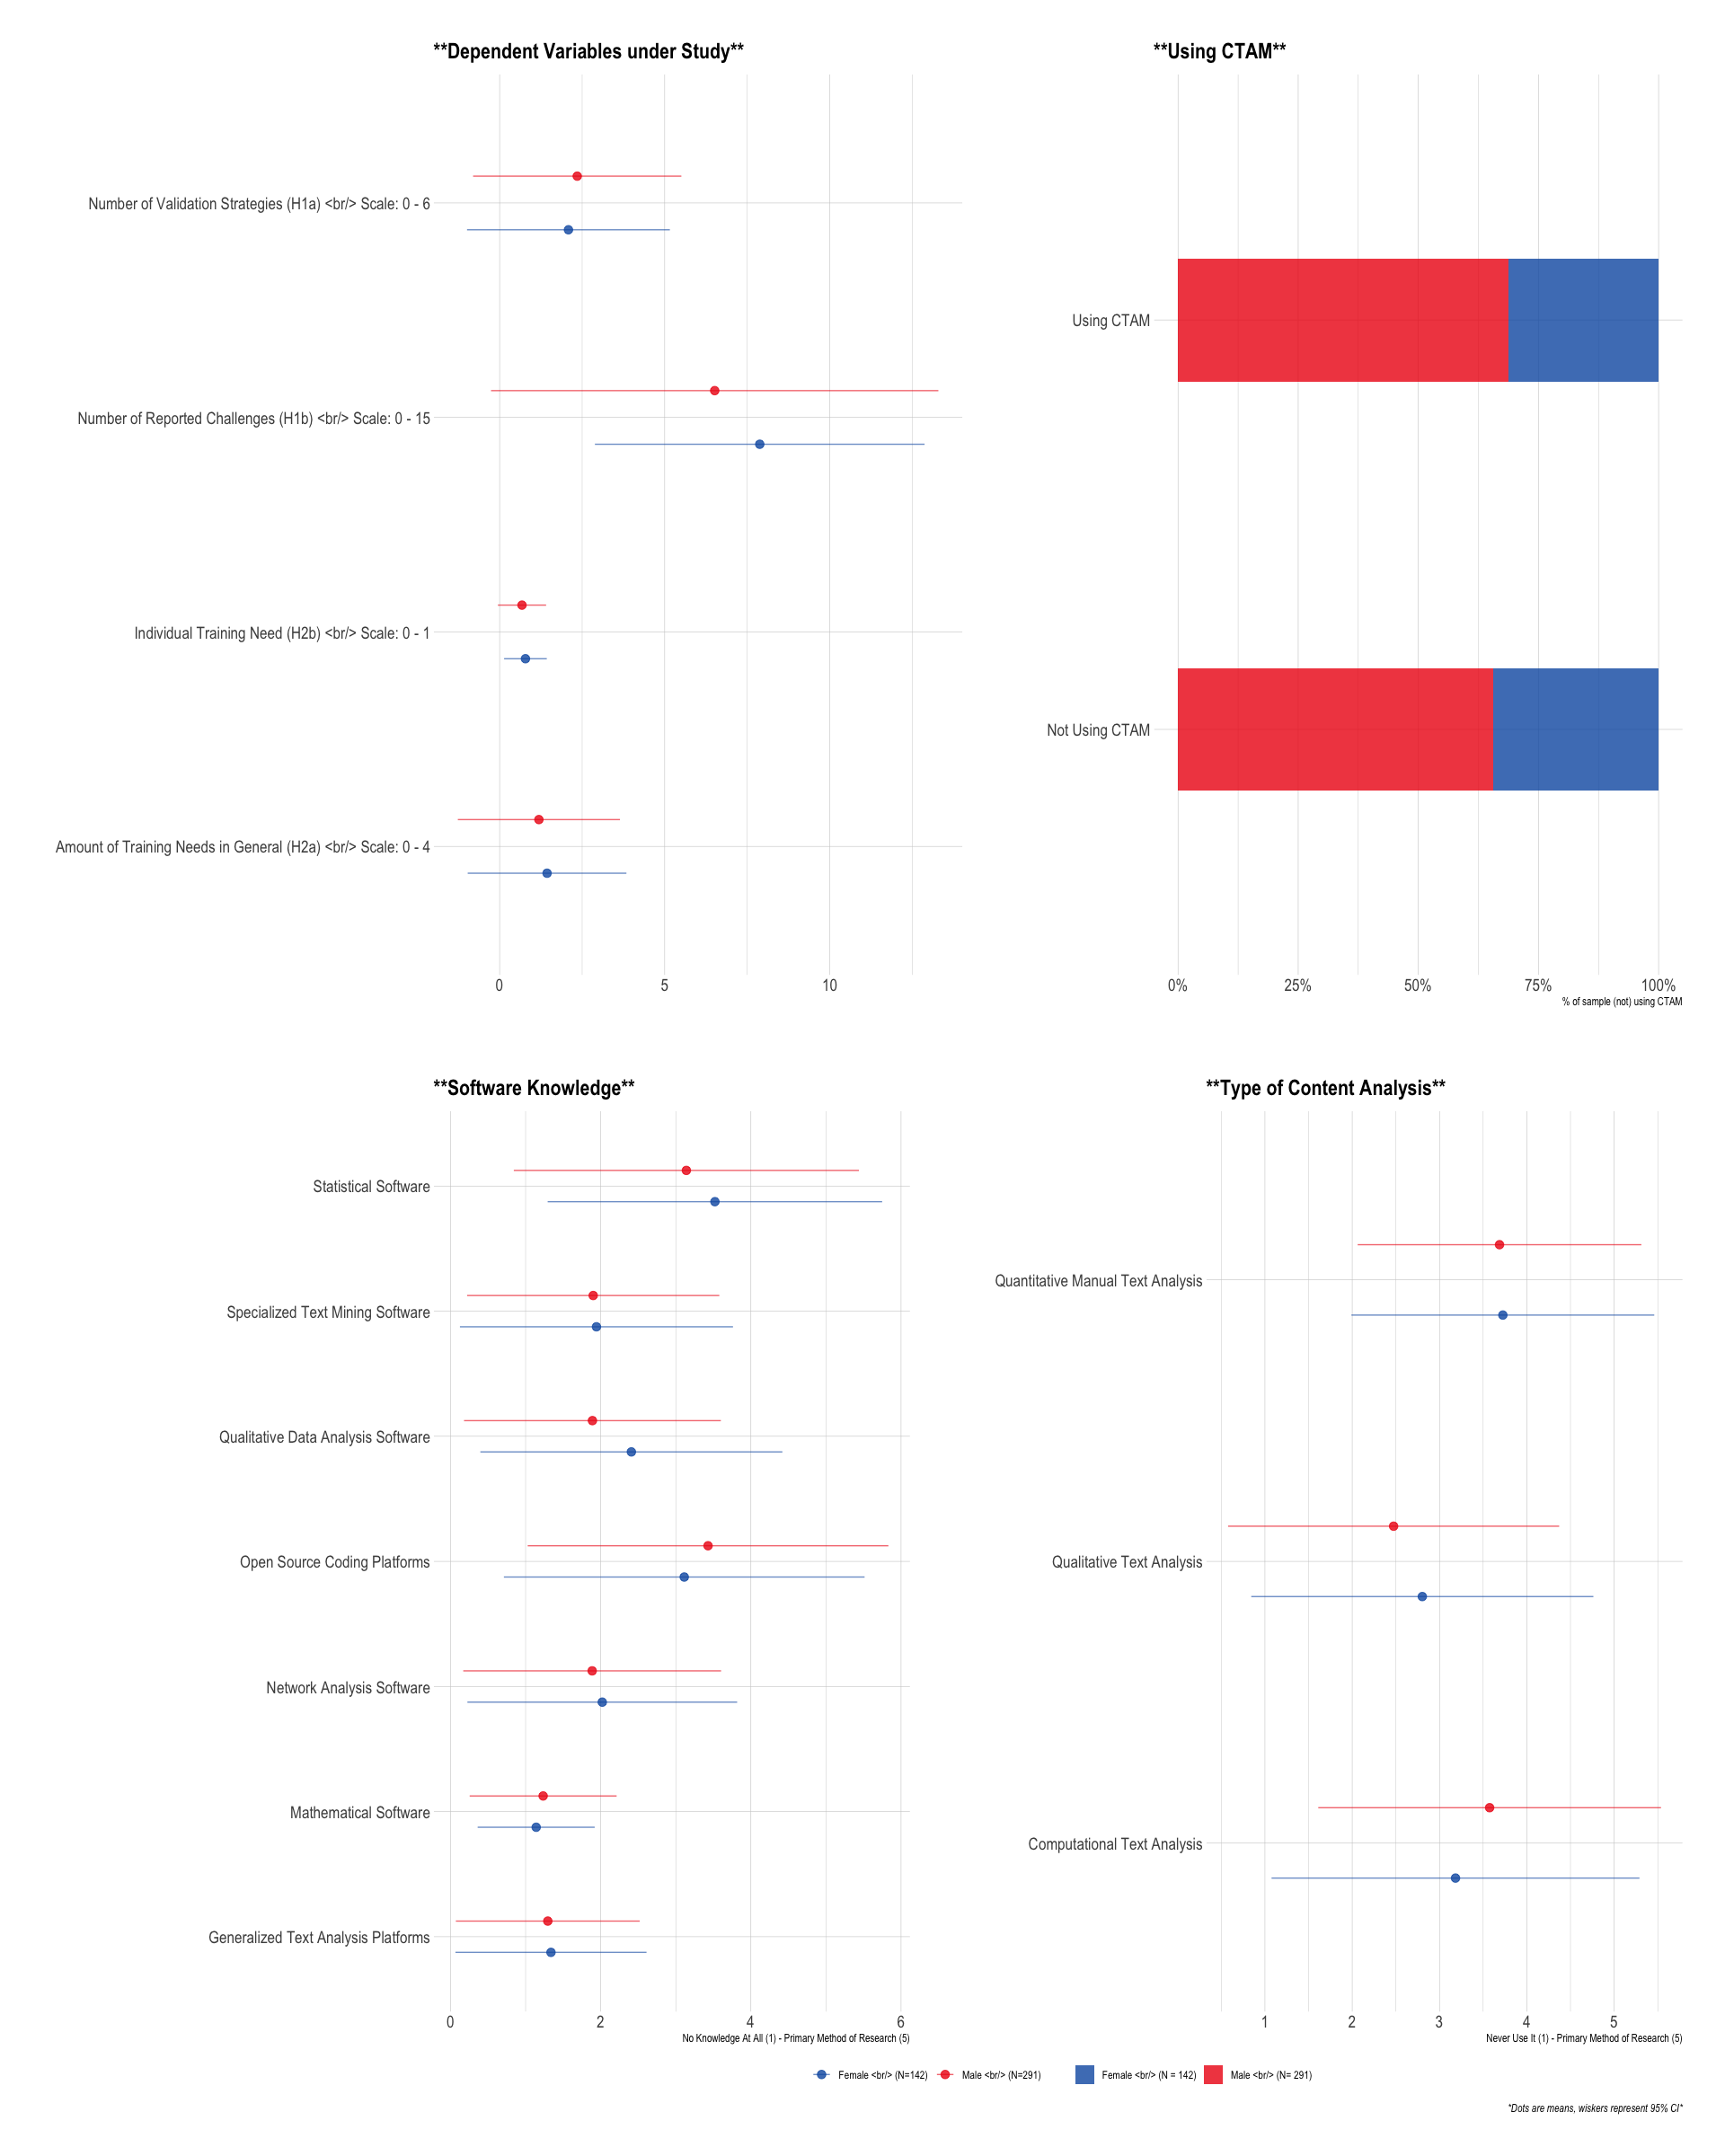 **Dependent Variables under Study**
Number of Validation Strategies (H1a) <br/> Scale: 0 - 6
Number of Reported Challenges (H1b) <br/> Scale: 0 - 15
Individual Training Need (H2b) <br/> Scale: 0 - 1
Amount of Training Needs in General (H2a) <br/> Scale: 0 - 4
0 5 10
**Using CTAM**
Using CTAM
Not Using CTAM
0% 25% 50% 75% 100%
% of sample (not) using CTAM
**Software Knowledge**
Statistical Software
Specialized Text Mining Software
Qualitative Data Analysis Software
Open Source Coding Platforms
Network Analysis Software
Mathematical Software
Generalized Text Analysis Platforms
0 2 4 6
No Knowledge At All (1) - Primary Method of Research (5)
**Type of Content Analysis**
Quantitative Manual Text Analysis
Qualitative Text Analysis
Computational Text Analysis
1 2 3 4 5
Never Use It (1) - Primary Method of Research (5)
Female <br/> (N=142) Male <br/> (N=291) Female <br/> (N = 142) Male <br/> (N= 291)
*Dots are means, wiskers represent 95% CI*